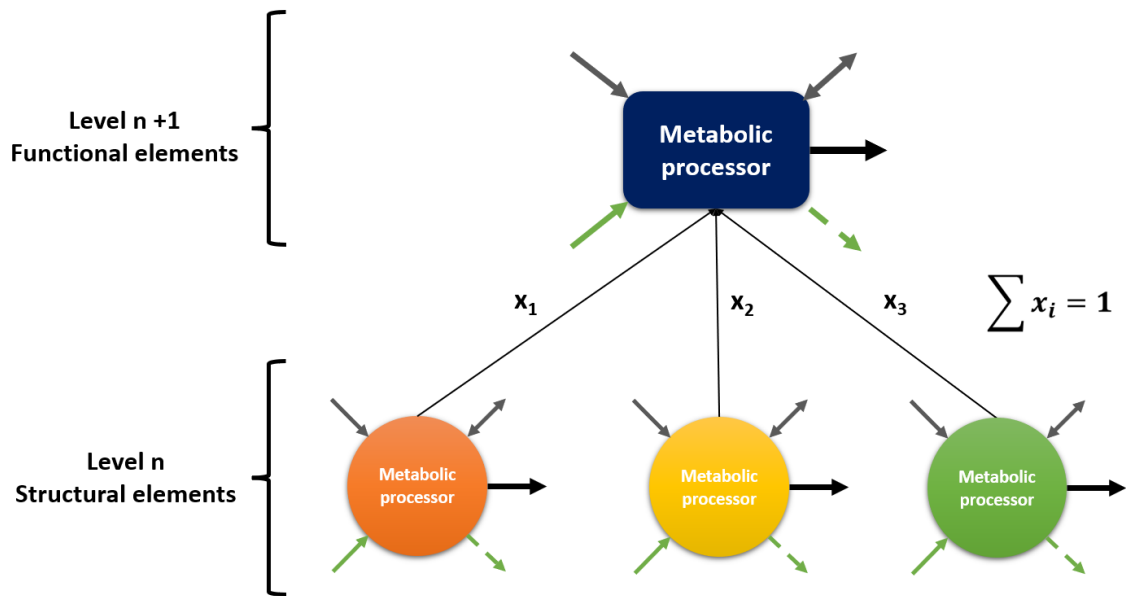 Level n +1
Functional elements
Metabolic
processor
x₁
x₂
x₃
∑ xᵢ = 1
Level n
Structural elements
Metabolic
processor
Metabolic
processor
Metabolic
processor